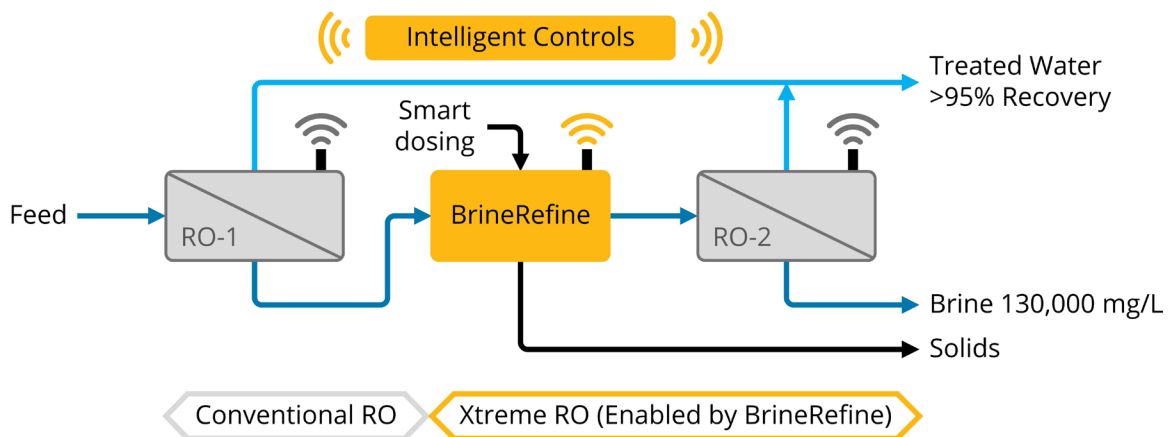 Intelligent Controls
Treated Water
>95% Recovery
Smart
dosing
Feed
RO-1
BrineRefine
RO-2
Brine 130,000 mg/L
Solids
Conventional RO
Xtreme RO (Enabled by BrineRefine)